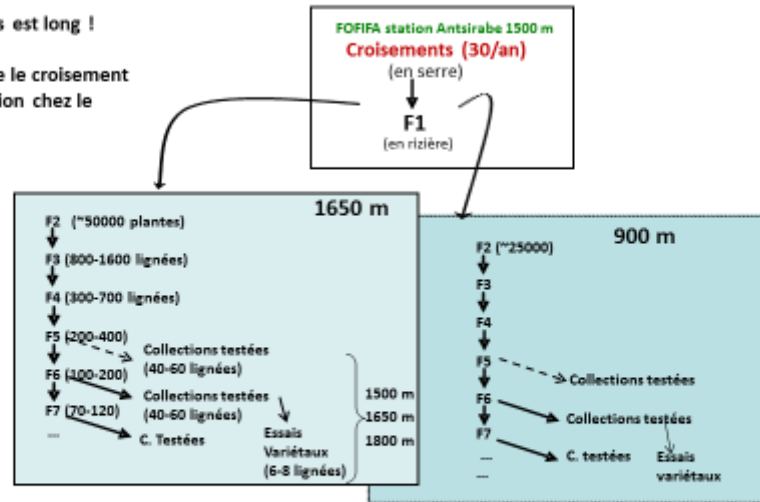 s est long !
e le croisement
ion chez le
FOFIFA station Antsirabe 1500 m
Croisements (30/an)
(en serre)
F1
(en rizière)
1650 m
F2 (~50000 plantes)
F3 (800-1600 lignées)
F4 (300-700 lignées)
F5 (200-400)
Collections testées
(40-60 lignées)
F6 (100-200)
Collections testées
(40-60 lignées)
F7 (70-120)
C. Testées
...
Essais
Variétaux
(6-8 lignées)
1500 m
1650 m
1800 m
900 m
F2 (~25000)
F3
F4
F5
Collections testées
F6
Collections testées
F7
C. testées
...
...
Essais
variétaux